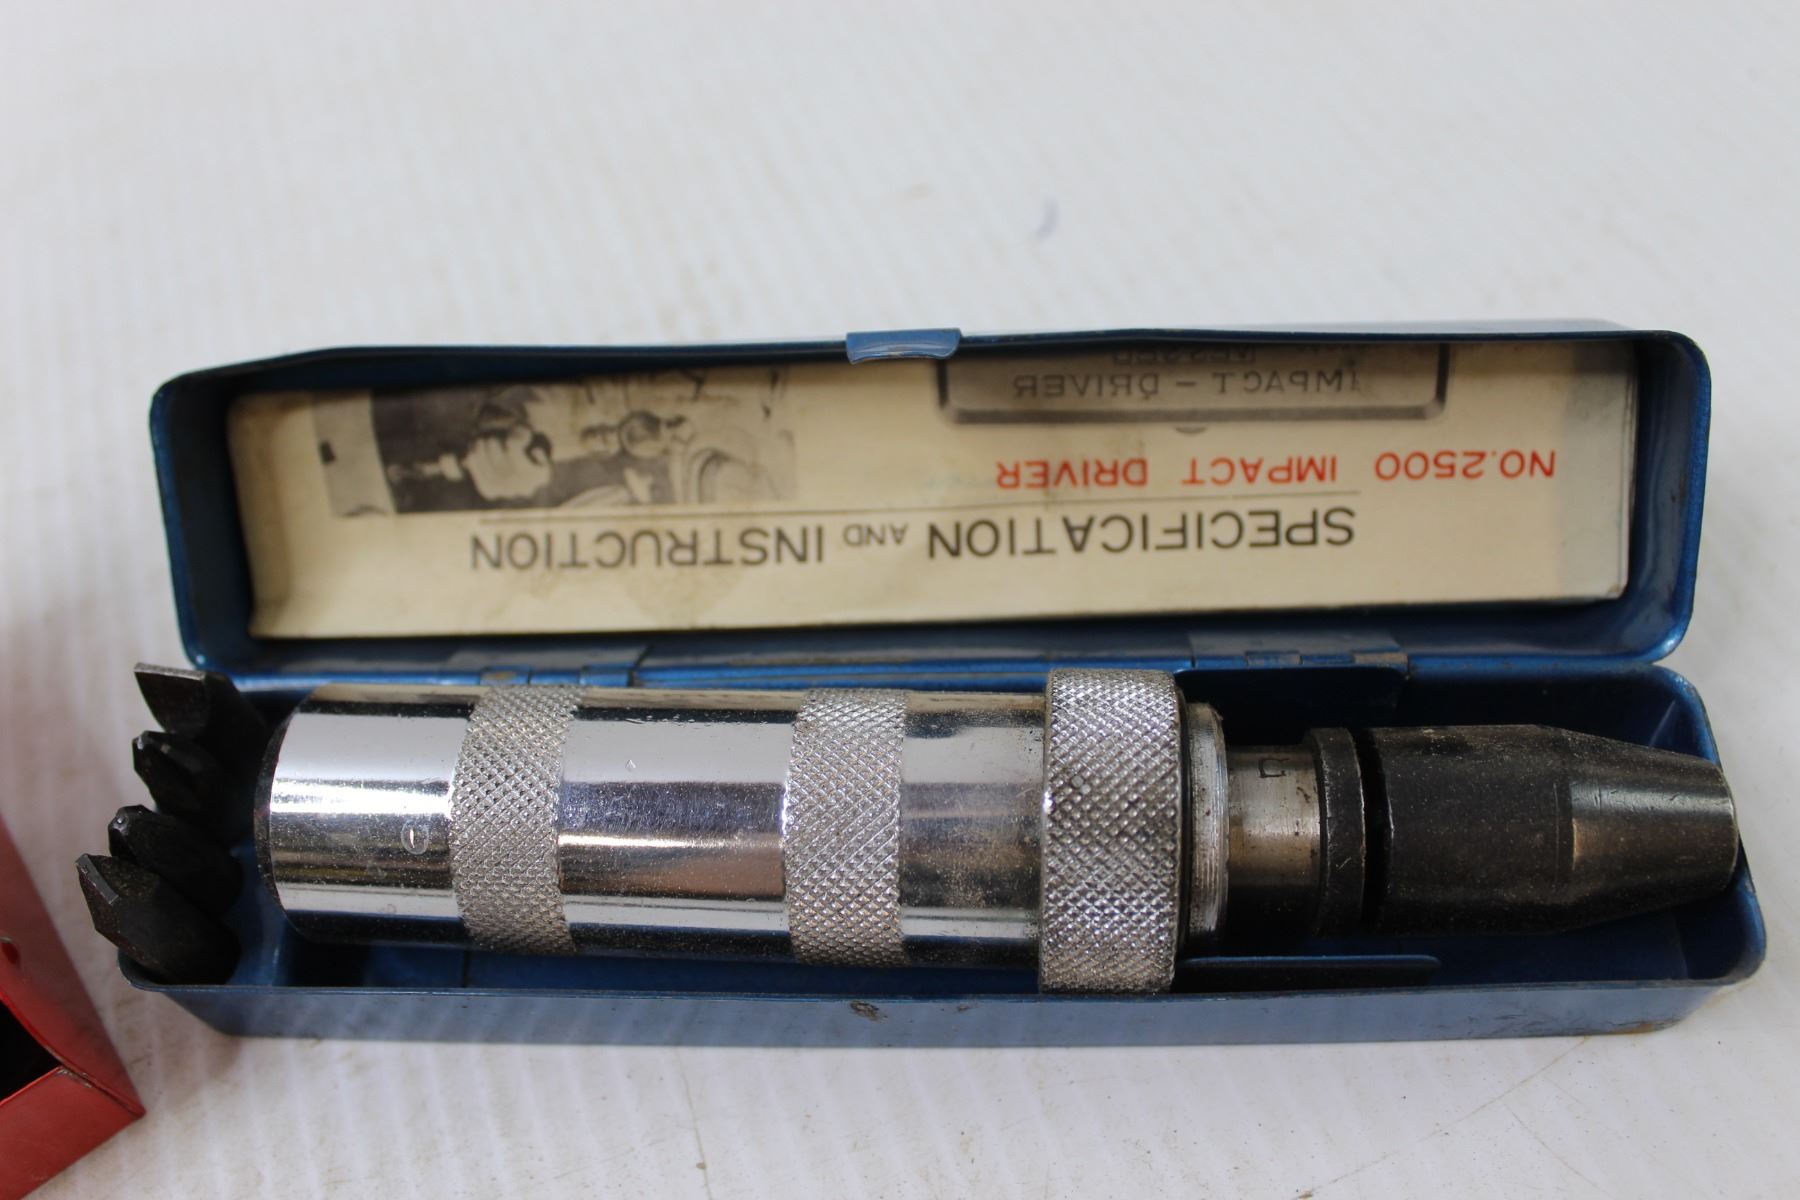 SPECIFICATION AND INSTRUCTION
NO.2500 IMPACT DRIVER
IMPACT-DRIVER
R